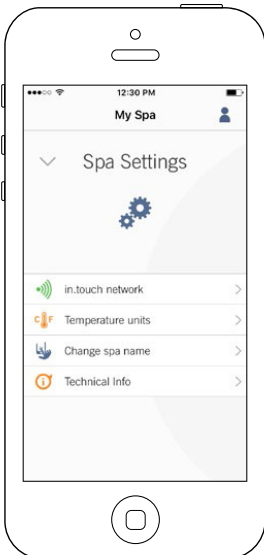 12:30 PM
My Spa
Spa Settings
in.touch network
C F Temperature units
Change spa name
Technical Info